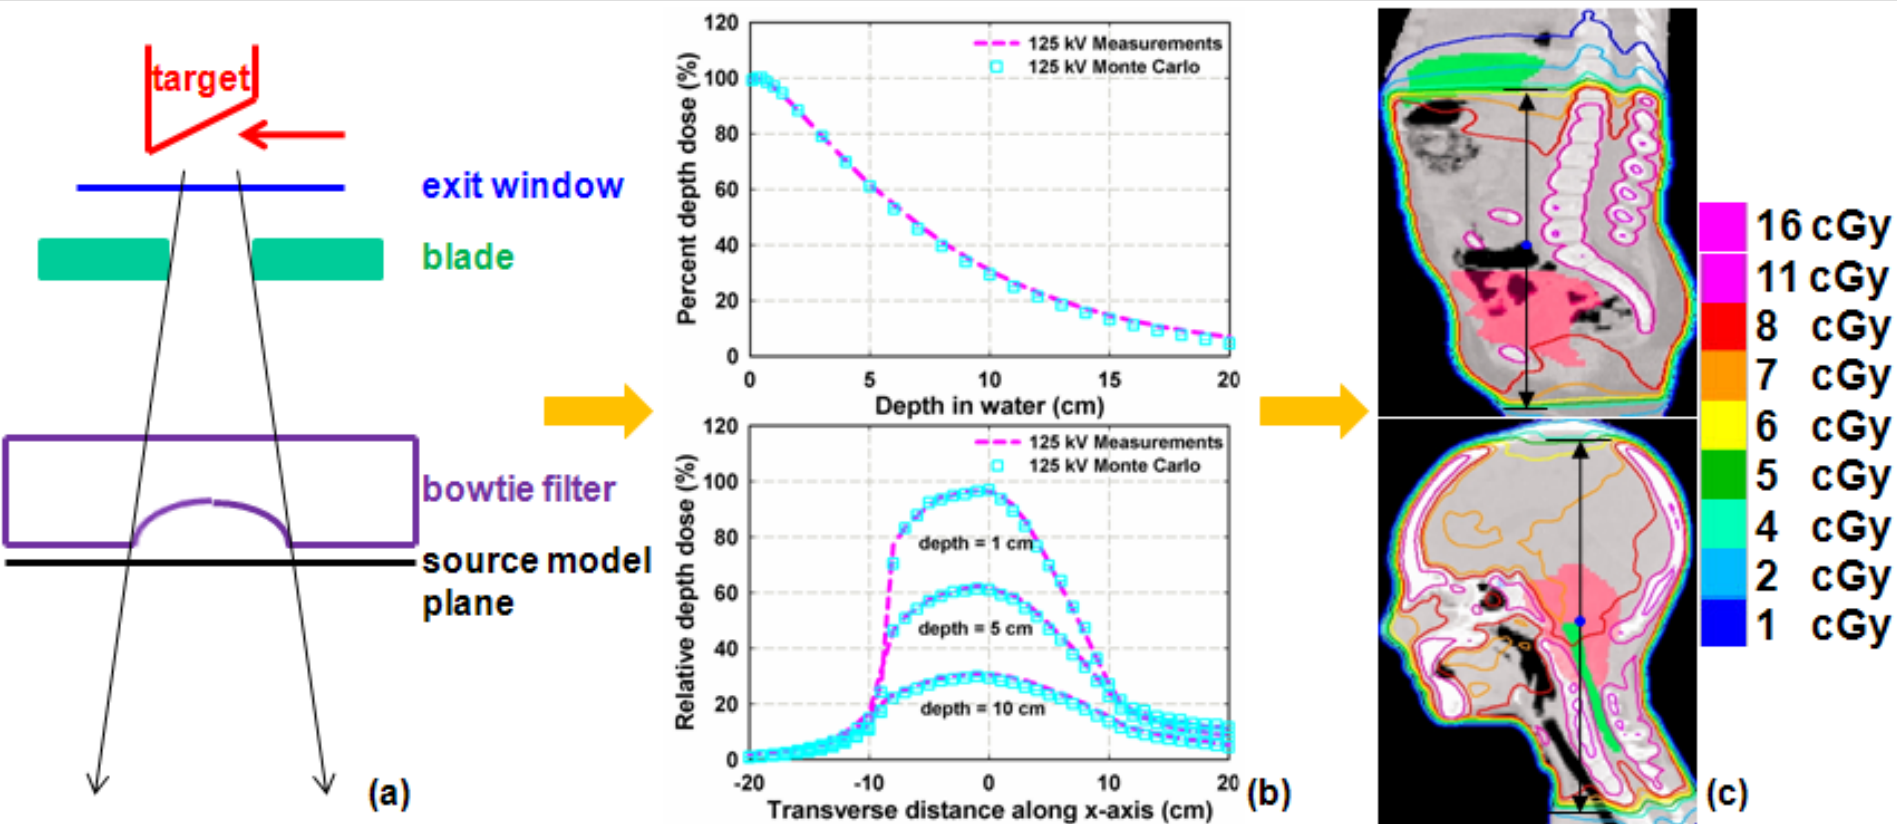 target
exit window
blade
bowtie filter
source model
plane
(a)
120
100
80
60
40
20
0
Percent depth dose (%)
125 kV Measurements
125 kV Monte Carlo
0 5 10 15 20
Depth in water (cm)
120
100
80
60
40
20
0
Relative depth dose (%)
125 kV Measurements
125 kV Monte Carlo
depth = 1 cm
depth = 5 cm
depth = 10 cm
-20 -10 0 10 20
Transverse distance along x-axis (cm)
(b)
16 cGy
11 cGy
8 cGy
7 cGy
6 cGy
5 cGy
4 cGy
2 cGy
1 cGy
(c)